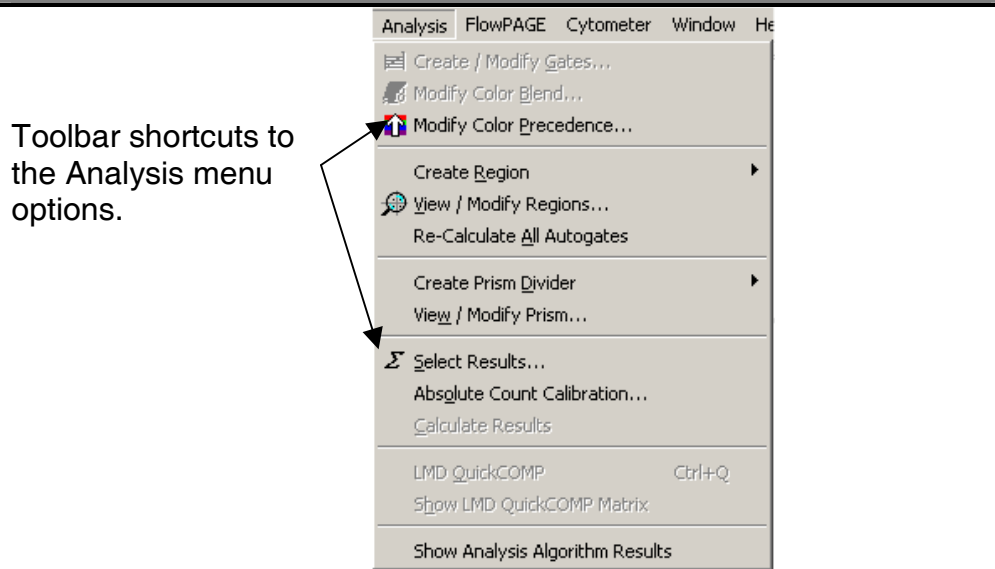 Analysis FlowPAGE Cytometer Window He
Create / Modify Gates...
Modify Color Blend...
Modify Color Precedence...
Toolbar shortcuts to
the Analysis menu
options.
Create Region
View / Modify Regions...
Re-Calculate All Autogates
Create Prism Divider
View / Modify Prism...
Σ Select Results...
Absolute Count Calibration...
Calculate Results
LMD QuickCOMP Ctrl+Q
Show LMD QuickCOMP Matrix
Show Analysis Algorithm Results